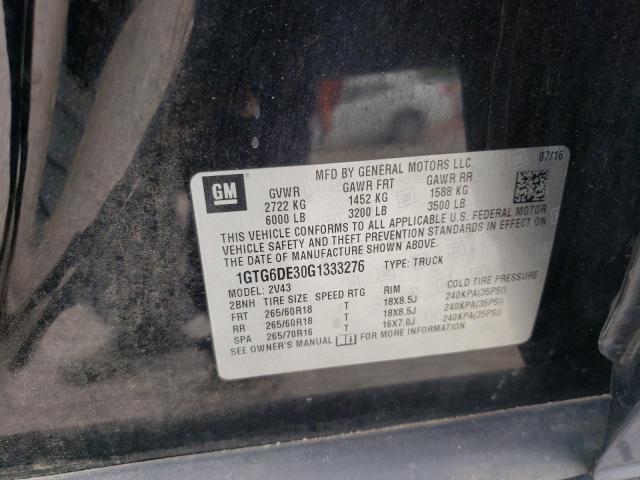 GM
MFD BY GENERAL MOTORS LLC
07/16
GVWR GAWR FRT GAWR RR
2722 KG 1452 KG 1588 KG
6000 LB 3200 LB 3500 LB
THIS VEHICLE CONFORMS TO ALL APPLICABLE U.S. FEDERAL MOTOR
VEHICLE SAFETY AND THEFT PREVENTION STANDARDS IN EFFECT ON
THE DATE OF MANUFACTURE SHOWN ABOVE.
1GTG6DE30G1333276 TYPE: TRUCK
MODEL: 2V43
2BNH TIRE SIZE SPEED RTG RIM COLD TIRE PRESSURE
FRT 265/60R18 T 18X8.5J 240KPA(35PSI)
RR 265/60R18 T 18X8.5J 240KPA(35PSI)
SPA 265/70R16 T 16X7.0J 240KPA(35PSI)
SEE OWNER'S MANUAL FOR MORE INFORMATION.